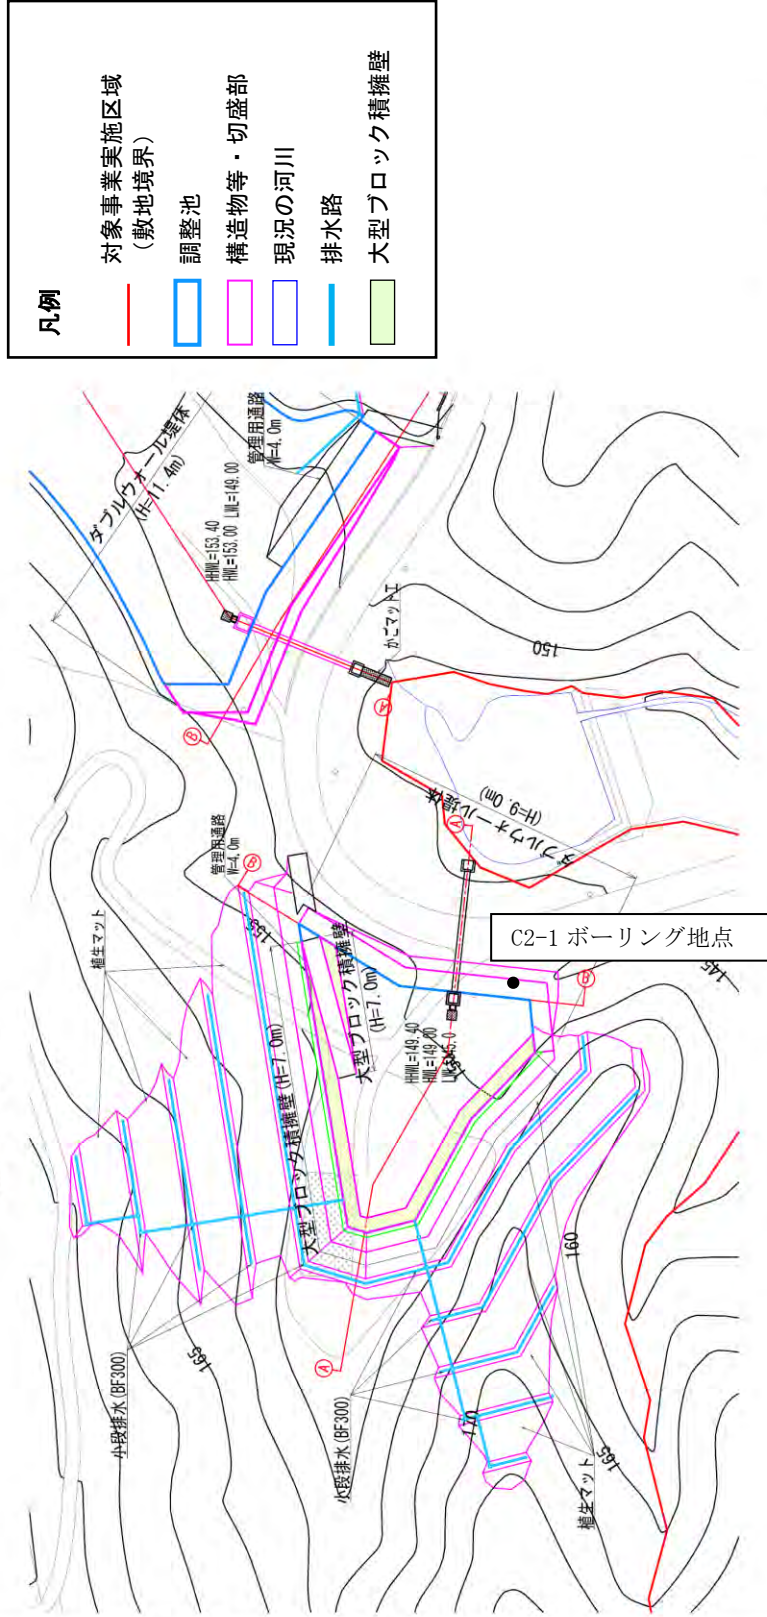 凡例
対象事業実施区域
(敷地境界)
調整池
構造物等・切盛部
現況の河川
排水路
大型ブロック積擁壁
ダブルウォール堤体
(H=11.4m)
管理用通路
W=4.0m
HHWL=153.40
HWL=153.00 LWL=149.00
かごマット工
150
B
A
ダブルウォール堤体
(H=9.0m)
A
管理用通路
W=4.0m
B
155
植生マット
大型ブロック積擁壁(H=7.0m)
大型ブロック積擁壁
(H=7.0m)
C2-1 ボーリング地点
145
B
HHWL=149.40
HWL=149.00
小段排水(BF300)
165
A
小段排水(BF300)
160
170
165
植生マット